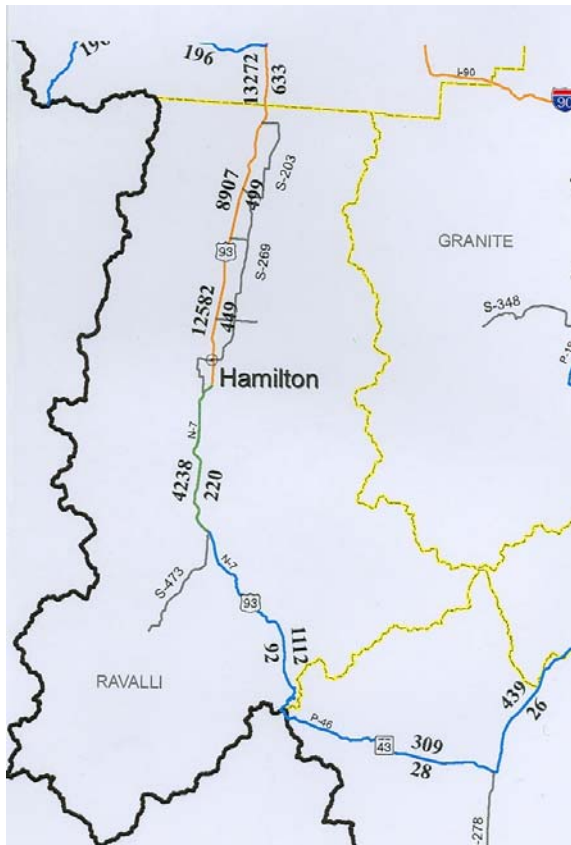 196
196
13272
633
I-90
90
S-203
8907
499
93
S-269
GRANITE
12582
449
S-348
P-19
Hamilton
N-7
4238
220
S-473
N-7
93
1112
92
RAVALLI
439
26
P-46
43
309
28
-278